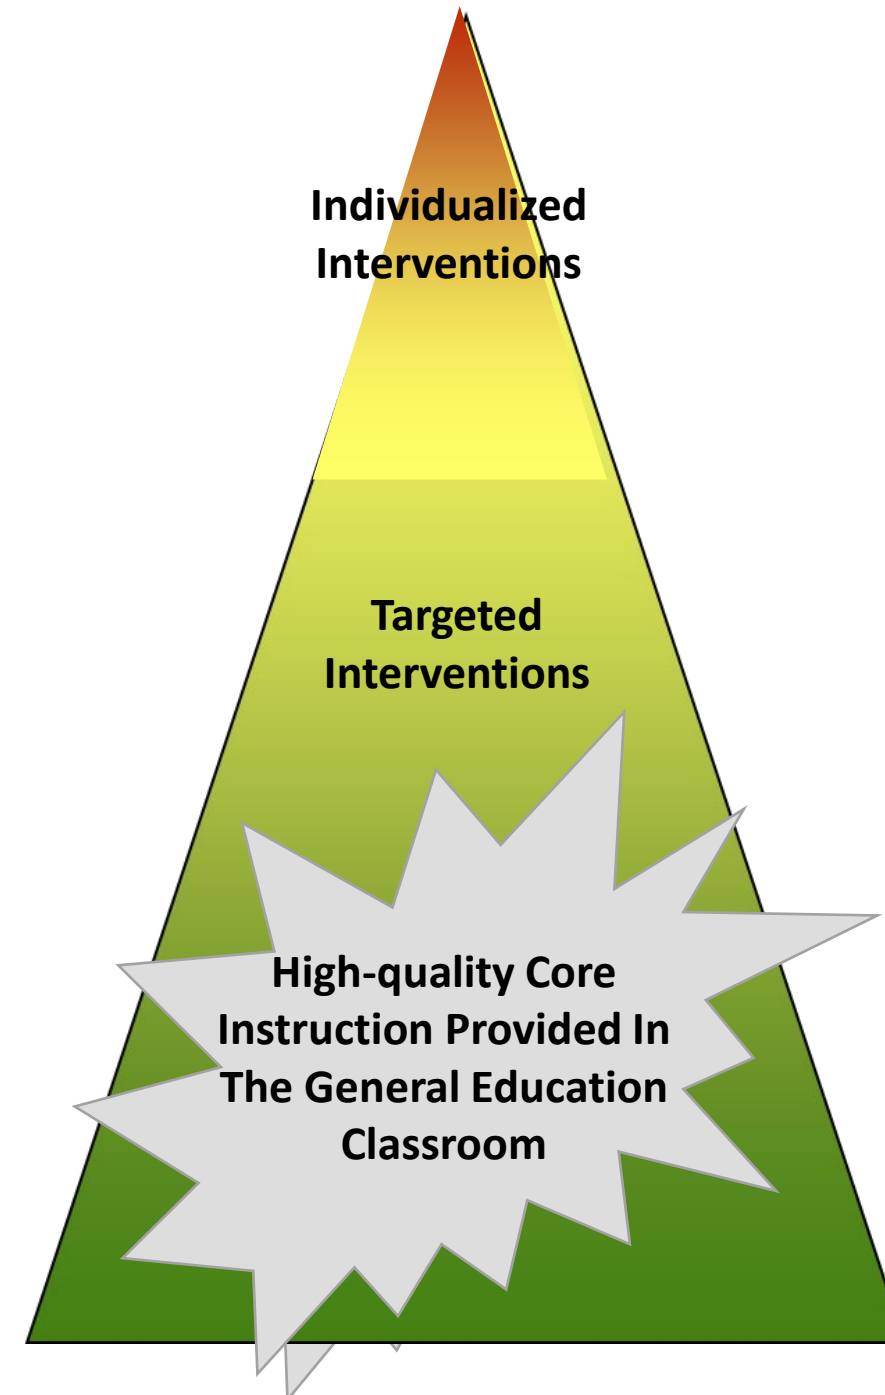 Individualized
Interventions
Targeted
Interventions
High-quality Core
Instruction Provided In
The General Education
Classroom